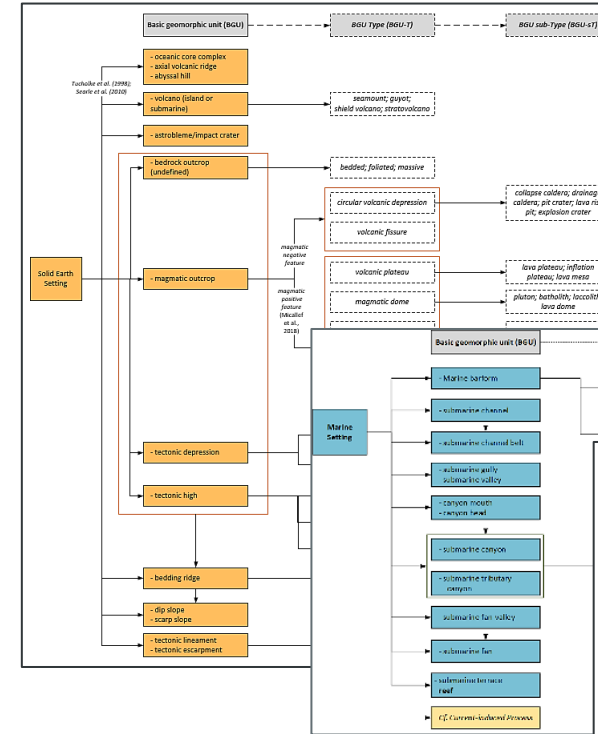 Basic geomorphic unit (BGU)
BGU Type (BGU-T)
BGU sub-Type (BGU-sT)
Tucholke et al. (1998);
Searle et al. (2010)
- oceanic core complex
- axial volcanic ridge
- abyssal hill
- volcano (island or
submarine)
seamount; guyot;
shield volcano; stratovolcano
- astrobleme/impact crater
- bedrock outcrop
(undefined)
bedded; foliated; massive
circular volcanic depression
collapse caldera; drainage
caldera; pit crater; lava
pit; explosion crater
volcanic fissure
magmatic
negative
feature
Solid Earth
Setting
- magmatic outcrop
volcanic plateau
lava plateau; inflation
plateau; lava mesa
magmatic
positive
feature
(Micallef
et al.,
2018)
magmatic dome
pluton; batholith; laccolith
lava dome
- tectonic depression
- tectonic high
- bedding ridge
- dip slope
- scarp slope
- tectonic lineament
- tectonic escarpment
Basic geomorphic unit (BGU)
Marine
Setting
- Marine barform
- submarine channel
- submarine channel belt
- submarine gully
submarine valley
- canyon mouth
- canyon head
- submarine canyon
- submarine tributary
canyon
submarine fan valley
- submarine fan
- submarine terrace
reef
Cf. Current-induced Process